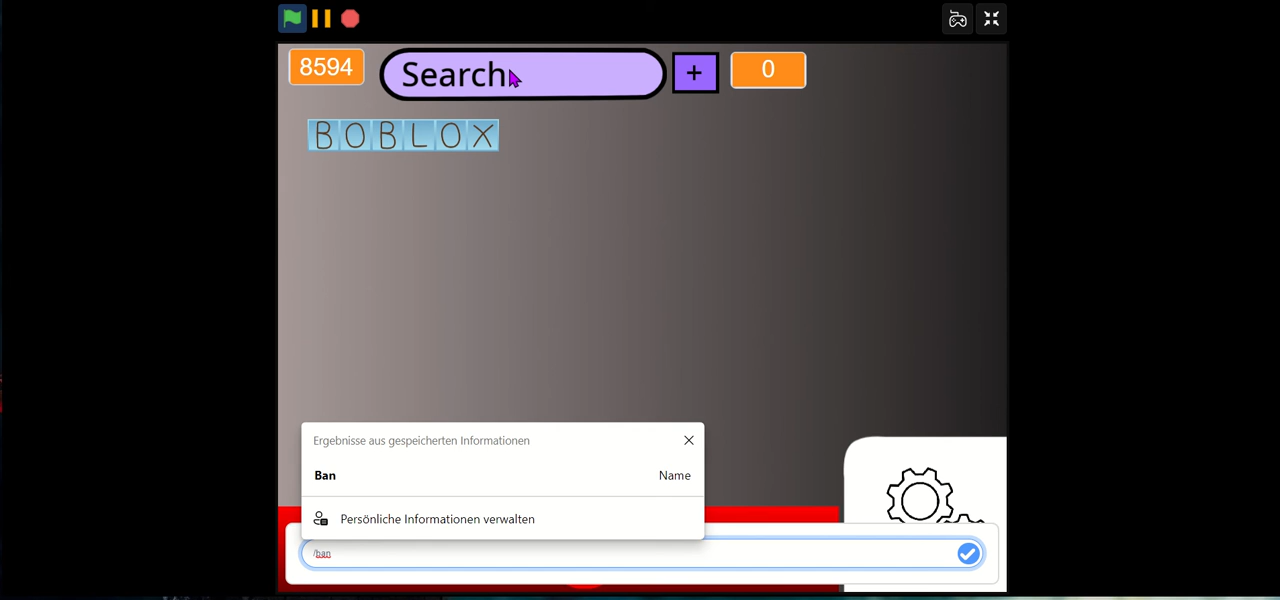 8594 Search + 0
BOBLOX
Ergebnisse aus gespeicherten Informationen
Ban Name
Persönliche Informationen verwalten
/ban